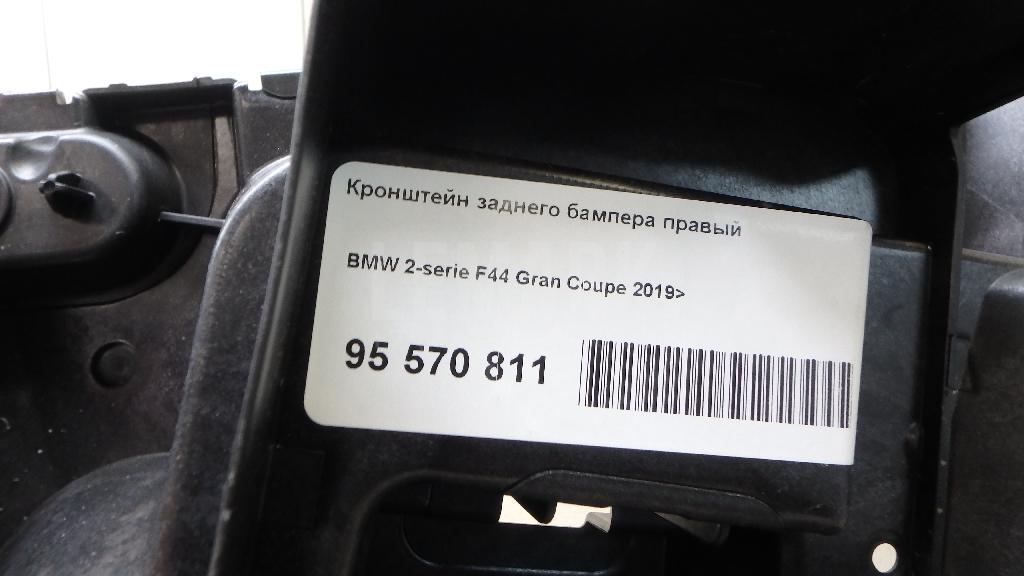 Кронштейн заднего бампера правый
BMW 2-serie F44 Gran Coupe 2019>
95 570 811